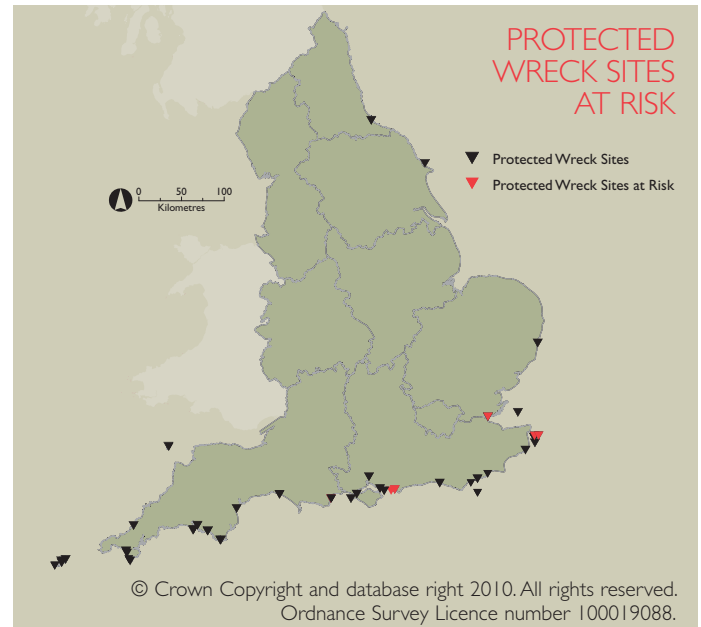 PROTECTED
WRECK SITES
AT RISK
Protected Wreck Sites
Protected Wreck Sites at Risk
0 50 100
Kilometres
© Crown Copyright and database right 2010. All rights reserved.
Ordnance Survey Licence number 100019088.